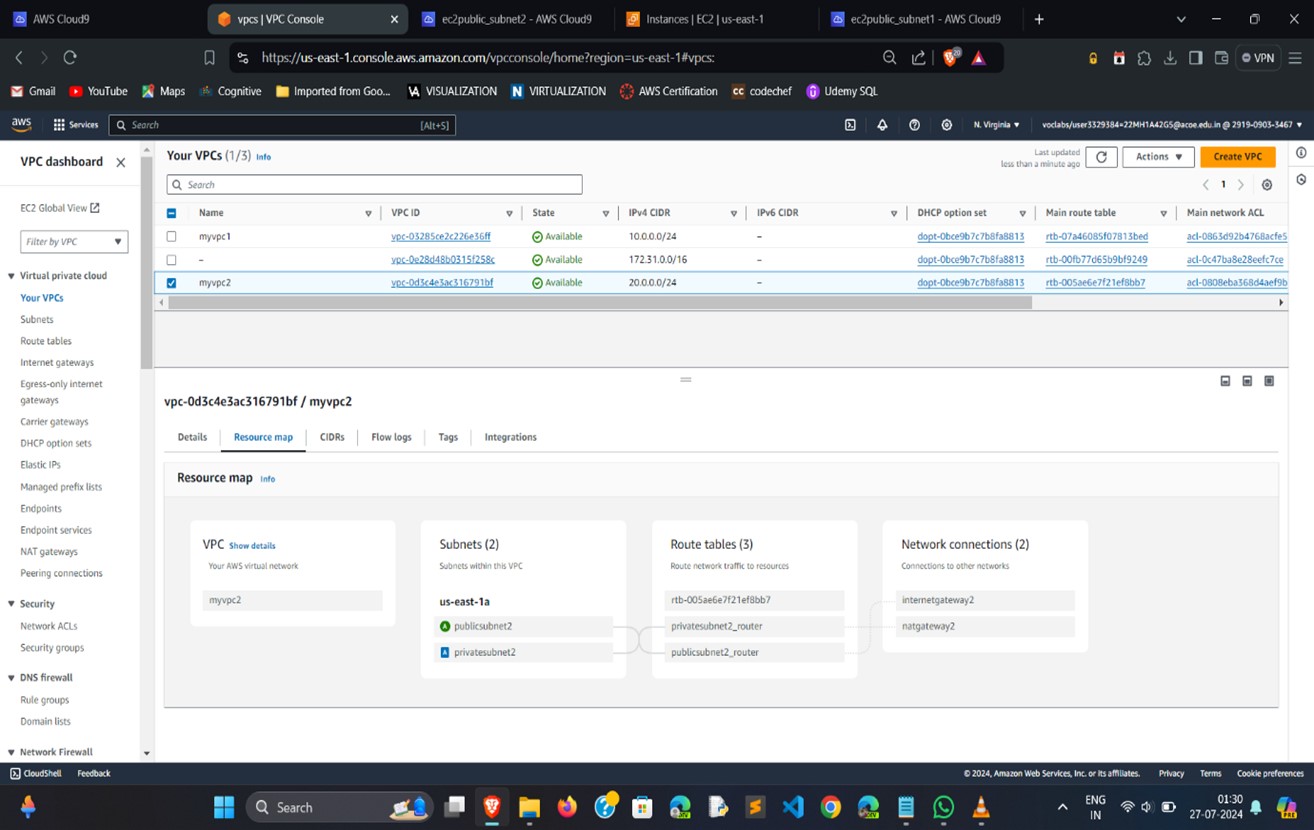 AWS Cloud9
vpcs | VPC Console
ec2public_subnet2 - AWS Cloud9
Instances | EC2 | us-east-1
ec2public_subnet1 - AWS Cloud9
https://us-east-1.console.aws.amazon.com/vpcconsole/home?region=us-east-1#vpcs:
20
VPN
Gmail
YouTube
Maps
Cognitive
Imported from Goo...
VISUALIZATION
VIRTUALIZATION
AWS Certification
codechef
Udemy SQL
aws
Services
Search
[Alt+S]
N. Virginia
voclabs/user3329384=22MH1A42G5@acoe.edu.in @ 2919-0903-3467
VPC dashboard
EC2 Global View
Filter by VPC
Virtual private cloud
Your VPCs
Subnets
Route tables
Internet gateways
Egress-only internet
gateways
Carrier gateways
DHCP option sets
Elastic IPs
Managed prefix lists
Endpoints
Endpoint services
NAT gateways
Peering connections
Security
Network ACLs
Security groups
DNS firewall
Rule groups
Domain lists
Network Firewall
Your VPCs (1/3) Info
Last updated
less than a minute ago
Actions
Create VPC
Search
1
Name VPC ID State IPv4 CIDR IPv6 CIDR DHCP option set Main route table Main network ACL
myvpc1 vpc-03285ce2c226e36ff Available 10.0.0.0/24 – dopt-0bce9b7c7b8fa8813 rtb-07a46085f07813bed acl-0863d92b4768acfe5
– vpc-0e28d48b0315f258c Available 172.31.0.0/16 – dopt-0bce9b7c7b8fa8813 rtb-00fb77d65b9bf9249 acl-0c47ba8e28eefc7ce
myvpc2 vpc-0d3c4e3ac316791bf Available 20.0.0.0/24 – dopt-0bce9b7c7b8fa8813 rtb-005ae6e7f21ef8bb7 acl-0808eba368d4aef9b
vpc-0d3c4e3ac316791bf / myvpc2
Details
Resource map
CIDRs
Flow logs
Tags
Integrations
Resource map Info
VPC Show details
Your AWS virtual network
myvpc2
Subnets (2)
Subnets within this VPC
us-east-1a
A publicsubnet2
A privatesubnet2
Route tables (3)
Route network traffic to resources
rtb-005ae6e7f21ef8bb7
privatesubnet2_router
publicsubnet2_router
Network connections (2)
Connections to other networks
internetgateway2
natgateway2
CloudShell
Feedback
© 2024, Amazon Web Services, Inc. or its affiliates.
Privacy
Terms
Cookie preferences
Search
ENG
IN
01:30
27-07-2024